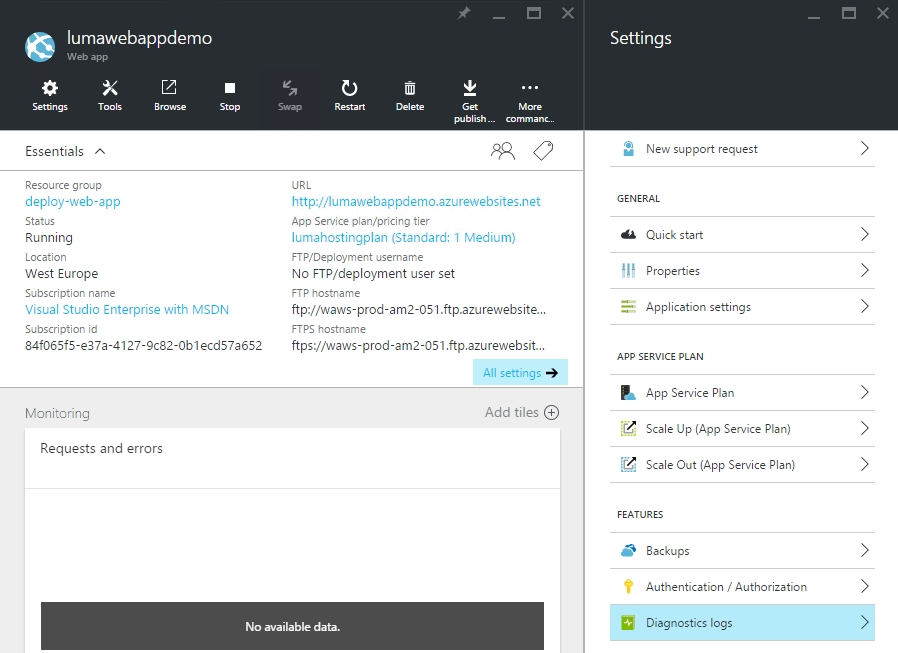 lumawebappdemo
Web app
Settings
Tools
Browse
Stop
Swap
Restart
Delete
Get publish ...
More commanc...
Essentials
Resource group
deploy-web-app
Status
Running
Location
West Europe
Subscription name
Visual Studio Enterprise with MSDN
Subscription id
84f065f5-e37a-4127-9c82-0b1ecd57a652
URL
http://lumawebappdemo.azurewebsites.net
App Service plan/pricing tier
lumahostingplan (Standard: 1 Medium)
FTP/Deployment username
No FTP/deployment user set
FTP hostname
ftp://waws-prod-am2-051.ftp.azurewebsite...
FTPS hostname
ftps://waws-prod-am2-051.ftp.azurewebsit...
All settings
Monitoring
Add tiles
Requests and errors
No available data.
Settings
New support request
GENERAL
Quick start
Properties
Application settings
APP SERVICE PLAN
App Service Plan
Scale Up (App Service Plan)
Scale Out (App Service Plan)
FEATURES
Backups
Authentication / Authorization
Diagnostics logs